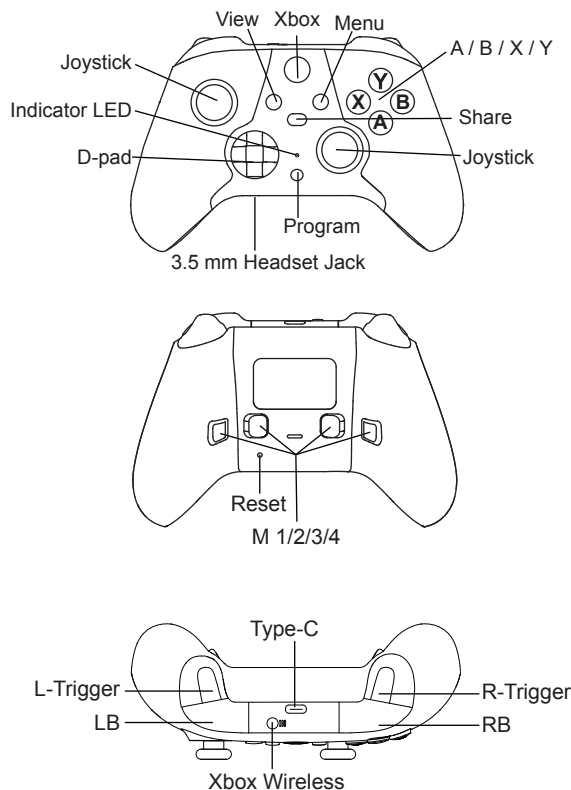 View
Xbox
Menu
Joystick
A / B / X / Y
Y
X
B
A
Indicator LED
Share
D-pad
Joystick
Program
3.5 mm Headset Jack
Reset
M 1/2/3/4
Type-C
L-Trigger
R-Trigger
LB
RB
Xbox Wireless